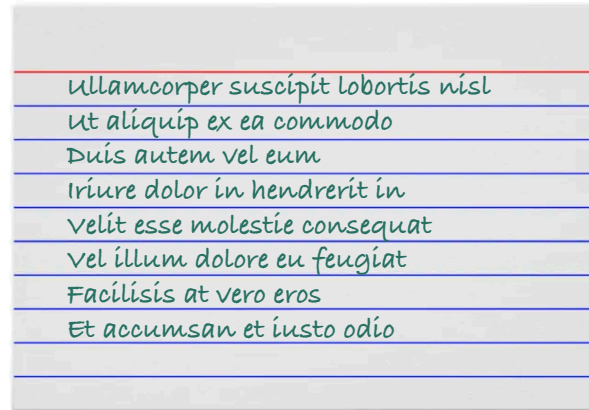 Ullamcorper suscipit lobortis nisl
Ut aliquip ex ea commodo
Duis autem vel eum
Iriure dolor in hendrerit in
Velit esse molestie consequat
Vel illum dolore eu feugiat
Facilisis at vero eros
Et accumsan et iusto odio